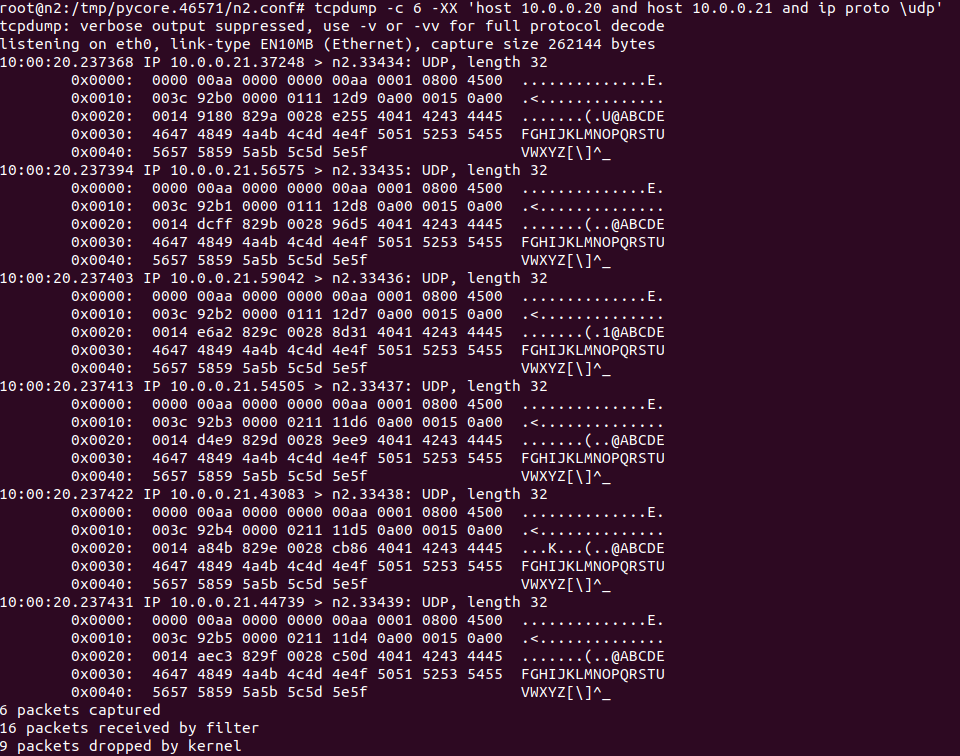 root@n2:/tmp/pycore.46571/n2.conf# tcpdump -c 6 -XX 'host 10.0.0.20 and host 10.0.0.21 and ip proto \udp'
tcpdump: verbose output suppressed, use -v or -vv for full protocol decode
listening on eth0, link-type EN10MB (Ethernet), capture size 262144 bytes
10:00:20.237368 IP 10.0.0.21.37248 > n2.33434: UDP, length 32
        0x0000:  0000 00aa 0000 0000 00aa 0001 0800 4500  ..............E.
        0x0010:  003c 92b0 0000 0111 12d9 0a00 0015 0a00  .<..............
        0x0020:  0014 9180 829a 0028 e255 4041 4243 4445  .......(.U@ABCDE
        0x0030:  4647 4849 4a4b 4c4d 4e4f 5051 5253 5455  FGHIJKLMNOPQRSTU
        0x0040:  5657 5859 5a5b 5c5d 5e5f                 VWXYZ[\]^_
10:00:20.237394 IP 10.0.0.21.56575 > n2.33435: UDP, length 32
        0x0000:  0000 00aa 0000 0000 00aa 0001 0800 4500  ..............E.
        0x0010:  003c 92b1 0000 0111 12d8 0a00 0015 0a00  .<..............
        0x0020:  0014 dcff 829b 0028 96d5 4041 4243 4445  .......(..@ABCDE
        0x0030:  4647 4849 4a4b 4c4d 4e4f 5051 5253 5455  FGHIJKLMNOPQRSTU
        0x0040:  5657 5859 5a5b 5c5d 5e5f                 VWXYZ[\]^_
10:00:20.237403 IP 10.0.0.21.59042 > n2.33436: UDP, length 32
        0x0000:  0000 00aa 0000 0000 00aa 0001 0800 4500  ..............E.
        0x0010:  003c 92b2 0000 0111 12d7 0a00 0015 0a00  .<..............
        0x0020:  0014 e6a2 829c 0028 8d31 4041 4243 4445  .......(.1@ABCDE
        0x0030:  4647 4849 4a4b 4c4d 4e4f 5051 5253 5455  FGHIJKLMNOPQRSTU
        0x0040:  5657 5859 5a5b 5c5d 5e5f                 VWXYZ[\]^_
10:00:20.237413 IP 10.0.0.21.54505 > n2.33437: UDP, length 32
        0x0000:  0000 00aa 0000 0000 00aa 0001 0800 4500  ..............E.
        0x0010:  003c 92b3 0000 0211 11d6 0a00 0015 0a00  .<..............
        0x0020:  0014 d4e9 829d 0028 9ee9 4041 4243 4445  .......(..@ABCDE
        0x0030:  4647 4849 4a4b 4c4d 4e4f 5051 5253 5455  FGHIJKLMNOPQRSTU
        0x0040:  5657 5859 5a5b 5c5d 5e5f                 VWXYZ[\]^_
10:00:20.237422 IP 10.0.0.21.43083 > n2.33438: UDP, length 32
        0x0000:  0000 00aa 0000 0000 00aa 0001 0800 4500  ..............E.
        0x0010:  003c 92b4 0000 0211 11d5 0a00 0015 0a00  .<..............
        0x0020:  0014 a84b 829e 0028 cb86 4041 4243 4445  ...K...(..@ABCDE
        0x0030:  4647 4849 4a4b 4c4d 4e4f 5051 5253 5455  FGHIJKLMNOPQRSTU
        0x0040:  5657 5859 5a5b 5c5d 5e5f                 VWXYZ[\]^_
10:00:20.237431 IP 10.0.0.21.44739 > n2.33439: UDP, length 32
        0x0000:  0000 00aa 0000 0000 00aa 0001 0800 4500  ..............E.
        0x0010:  003c 92b5 0000 0211 11d4 0a00 0015 0a00  .<..............
        0x0020:  0014 aec3 829f 0028 c50d 4041 4243 4445  .......(..@ABCDE
        0x0030:  4647 4849 4a4b 4c4d 4e4f 5051 5253 5455  FGHIJKLMNOPQRSTU
        0x0040:  5657 5859 5a5b 5c5d 5e5f                 VWXYZ[\]^_
6 packets captured
16 packets received by filter
9 packets dropped by kernel